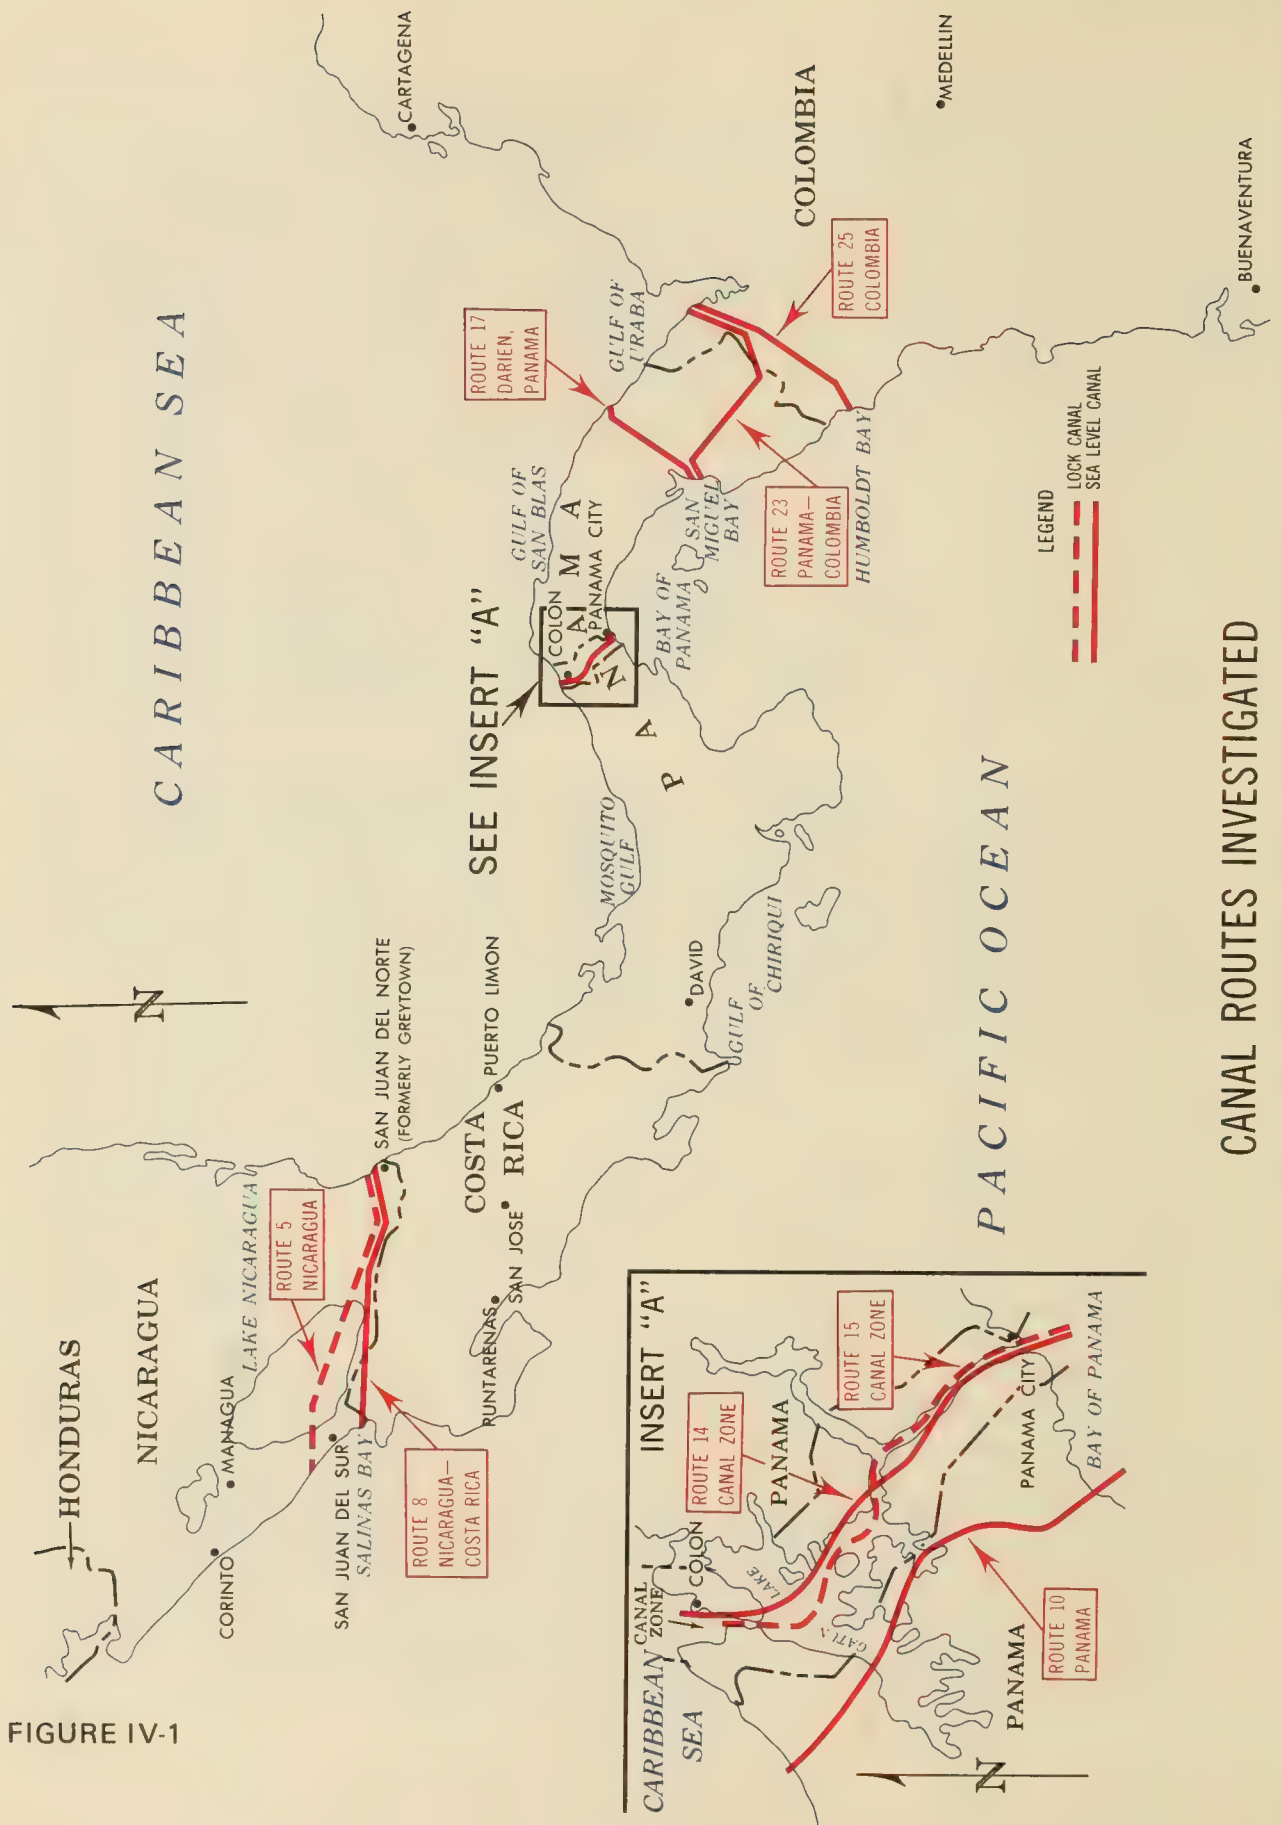 FIGURE IV-1
HONDURAS
NICARAGUA
CORINTO
MANAGUA
LAKE NICARAGUA
ROUTE 5
NICARAGUA
SAN JUAN DEL SUR
SALINAS BAY
ROUTE 8
NICARAGUA—
COSTA RICA
SAN JUAN DEL NORTE
(FORMERLY GREYTOWN)
N
COSTA
RICA
PUERTO LIMON
SAN JOSE
RUNTARENAS
CARIBBEAN SEA
SEE INSERT "A"
MOSQUITO
GULF
DAVID
GULF
OF
CHIRIQUI
PANAMA
COLON
PANAMA CITY
GULF OF
SAN BLAS
BAY OF
PANAMA
SAN
MIGUEL
BAY
ROUTE 17
DARIEN,
PANAMA
GULF OF
URABA
ROUTE 23
PANAMA—
COLOMBIA
HUMBOLDT BAY
ROUTE 25
COLOMBIA
COLOMBIA
CARTAGENA
MEDELLIN
BUENAVENTURA
PACIFIC OCEAN
LEGEND
LOCK CANAL
SEA LEVEL CANAL
INSERT "A"
CARIBBEAN
SEA
CANAL
ZONE
COLON
GATUN
LAKE
ROUTE 14
CANAL ZONE
PANAMA
ROUTE 15
CANAL ZONE
PANAMA CITY
BAY OF PANAMA
ROUTE 10
PANAMA
PANAMA
N
CANAL ROUTES INVESTIGATED